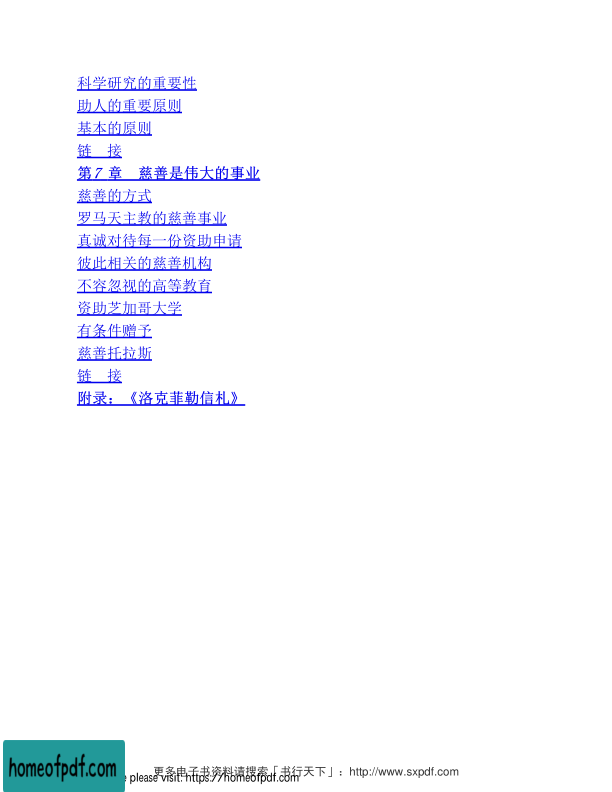 科学研究的重要性
助人的重要原则
基本的原则
链　接
第7章　慈善是伟大的事业
慈善的方式
罗马天主教的慈善事业
真诚对待每一份资助申请
彼此相关的慈善机构
不容忽视的高等教育
资助芝加哥大学
有条件赠予
慈善托拉斯
链　接
附录：《洛克菲勒信札》
homeofpdf.com
更多电子书资料请搜索「书行天下」：http://www.sxpdf.com
please visit: https://homeofpdf.com